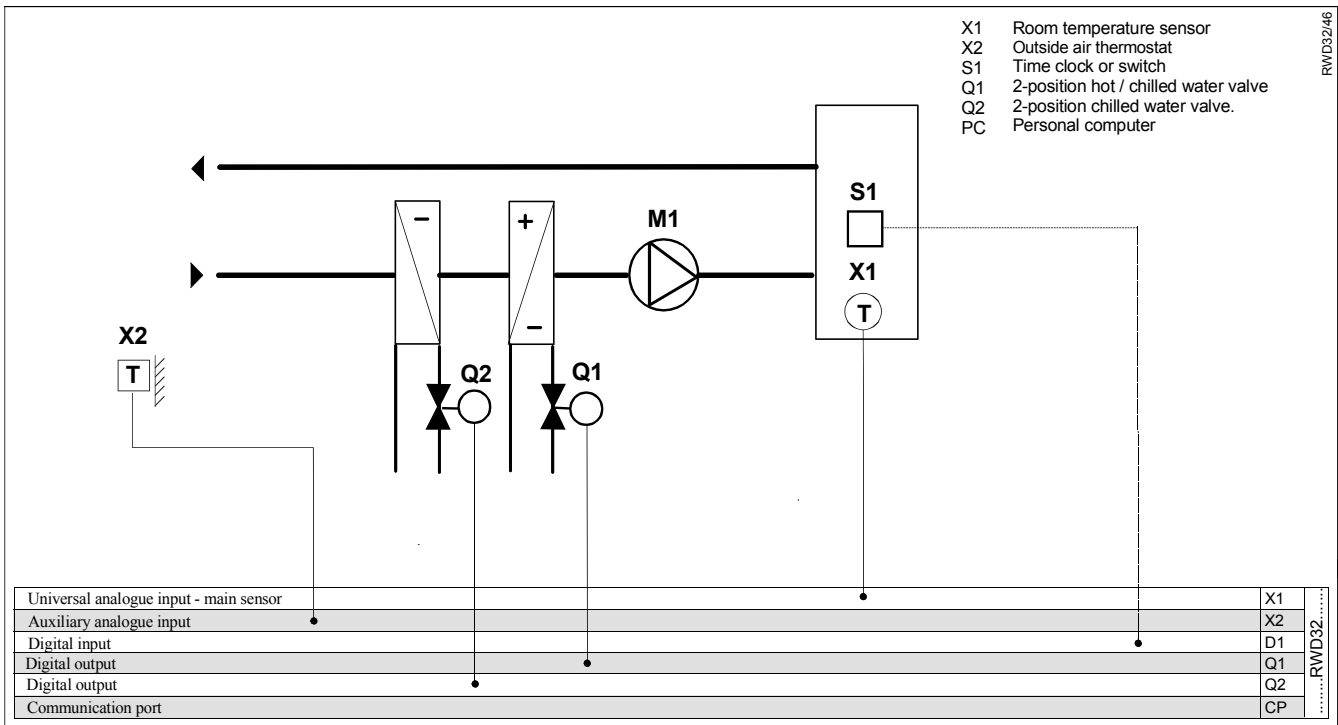 X1 Room temperature sensor
X2 Outside air thermostat
S1 Time clock or switch
Q1 2-position hot / chilled water valve
Q2 2-position chilled water valve.
PC Personal computer
RWD32/46
S1
M1
X1
T
X2
T
Q2
Q1
−
+
−
Universal analogue input - main sensor X1
Auxiliary analogue input X2
Digital input D1
Digital output Q1
Digital output Q2
Communication port CP
........RWD32.......